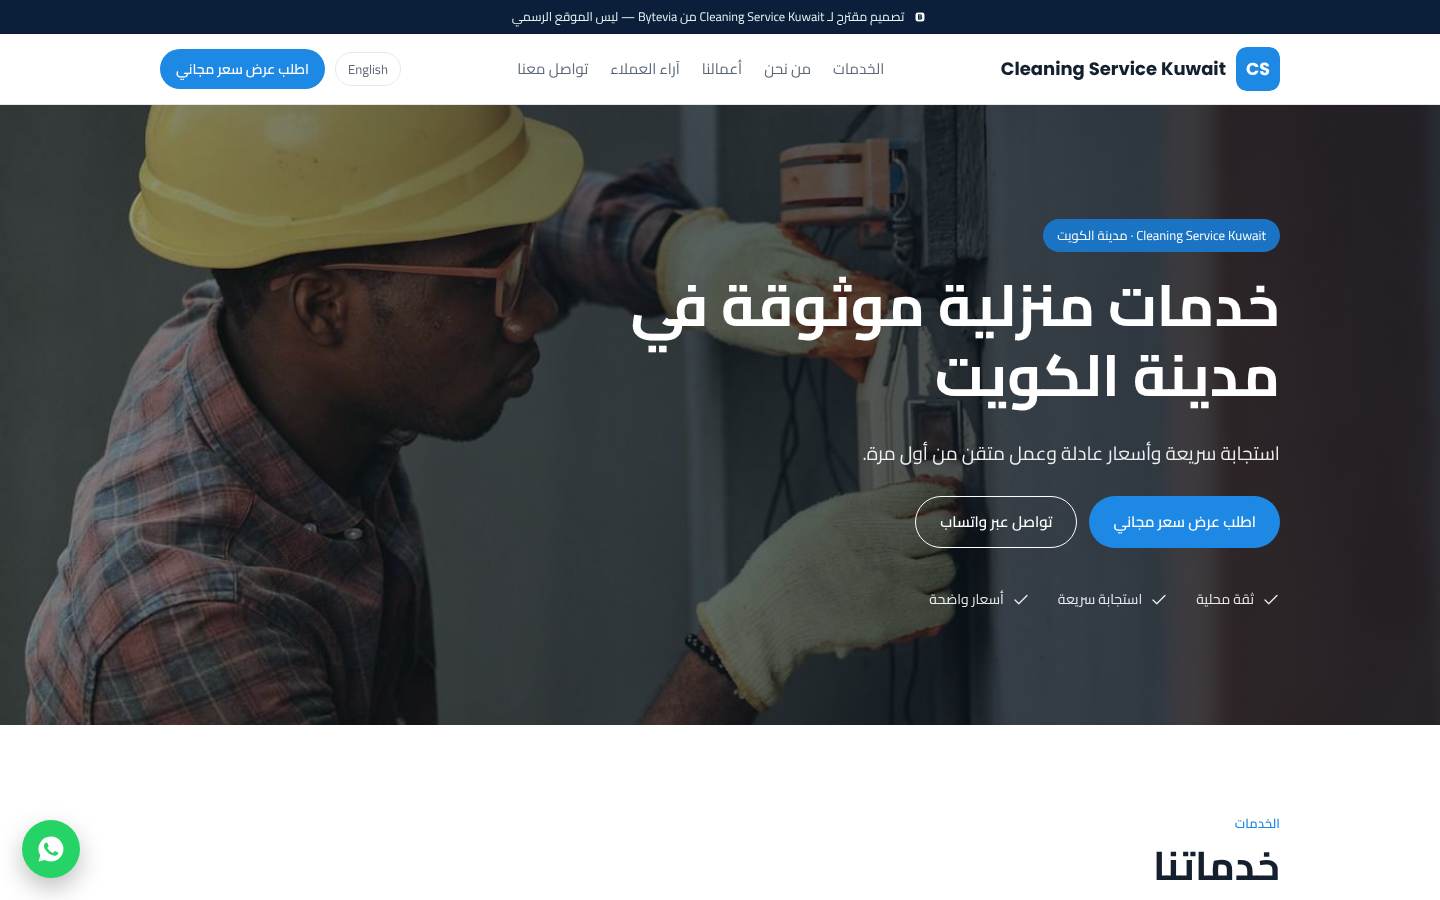 تصميم مقترح لـ Cleaning Service Kuwait من Bytevia — ليس الموقع الرسمي
CS
Cleaning Service Kuwait
الخدمات
من نحن
أعمالنا
آراء العملاء
تواصل معنا
English
اطلب عرض سعر مجاني
Cleaning Service Kuwait · مدينة الكويت
خدمات منزلية موثوقة في
مدينة الكويت
استجابة سريعة وأسعار عادلة وعمل متقن من أول مرة.
اطلب عرض سعر مجاني
تواصل عبر واتساب
ثقة محلية
استجابة سريعة
أسعار واضحة
الخدمات
خدماتنا